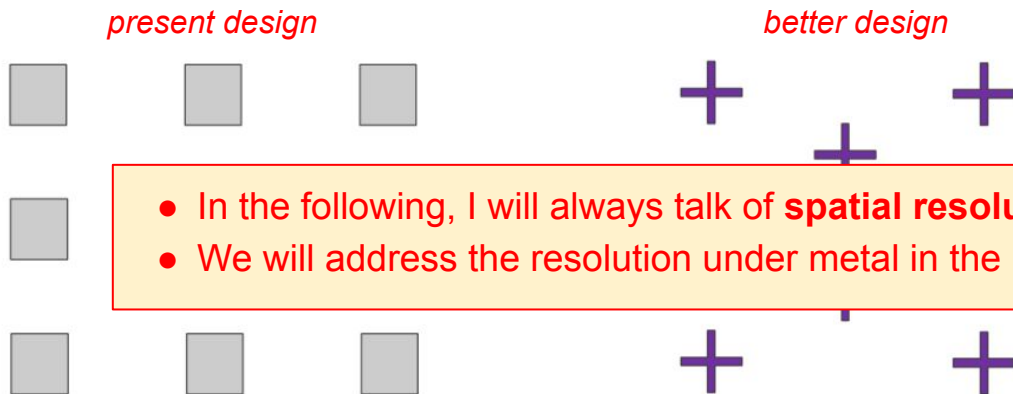 present design better design
● In the following, I will always talk of spatial
● We will address the resolution under metal in the